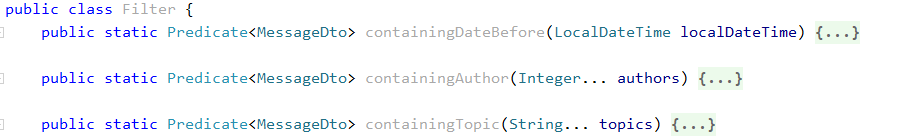 public class Filter {
public static Predicate<MessageDto> containingDateBefore(LocalDateTime localDateTime) {...}
public static Predicate<MessageDto> containingAuthor(Integer... authors) {...}
public static Predicate<MessageDto> containingTopic(String... topics) {...}